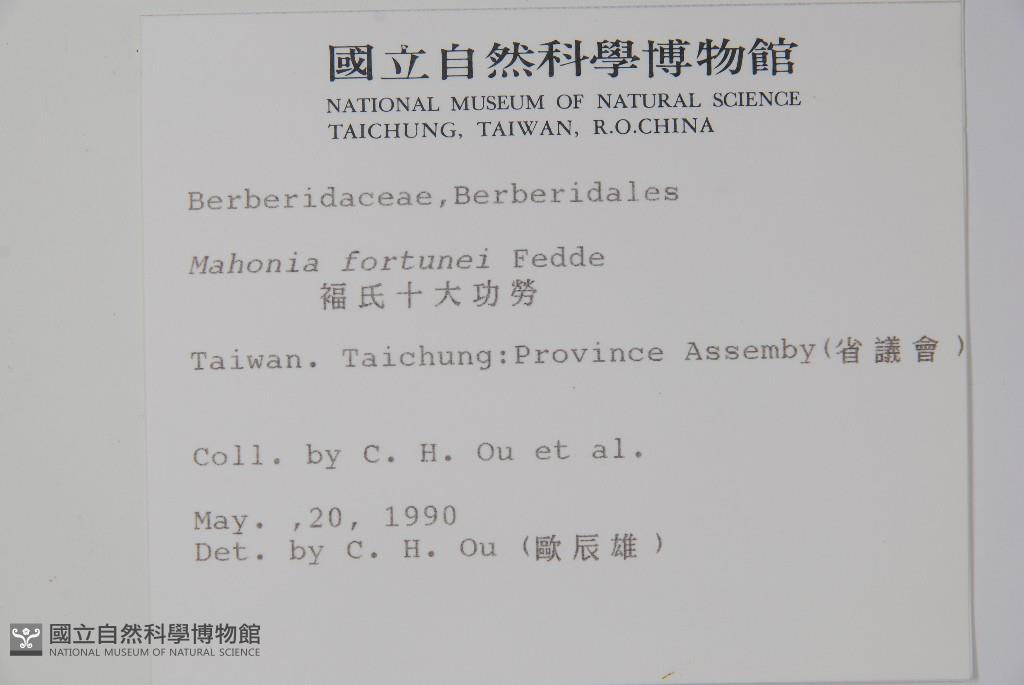 國立自然科學博物館
NATIONAL MUSEUM OF NATURAL SCIENCE
TAICHUNG, TAIWAN, R.O.CHINA
Berberidaceae,Berberidales
Mahonia fortunei Fedde
福氏十大功勞
Taiwan. Taichung:Province Assemby(省議會)
Coll. by C. H. Ou et al.
May. ,20, 1990
Det. by C. H. Ou (歐辰雄)
國立自然科學博物館
NATIONAL MUSEUM OF NATURAL SCIENCE